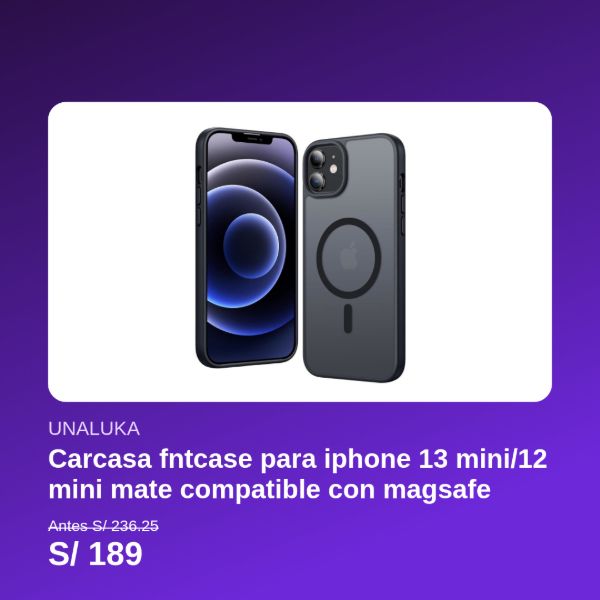 UNALUKA
Carcasa fntcase para iphone 13 mini/12
mini mate compatible con magsafe
Antes S/ 236.25
S/ 189